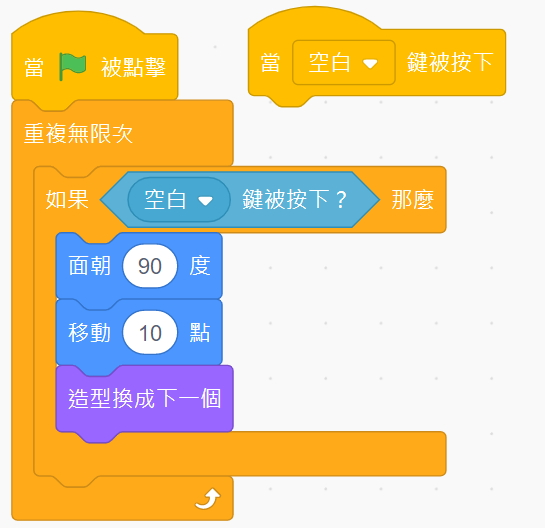 當 被點擊
當 空白 鍵被按下
重複無限次
如果 空白 鍵被按下？ 那麼
面朝 90 度
移動 10 點
造型換成下一個